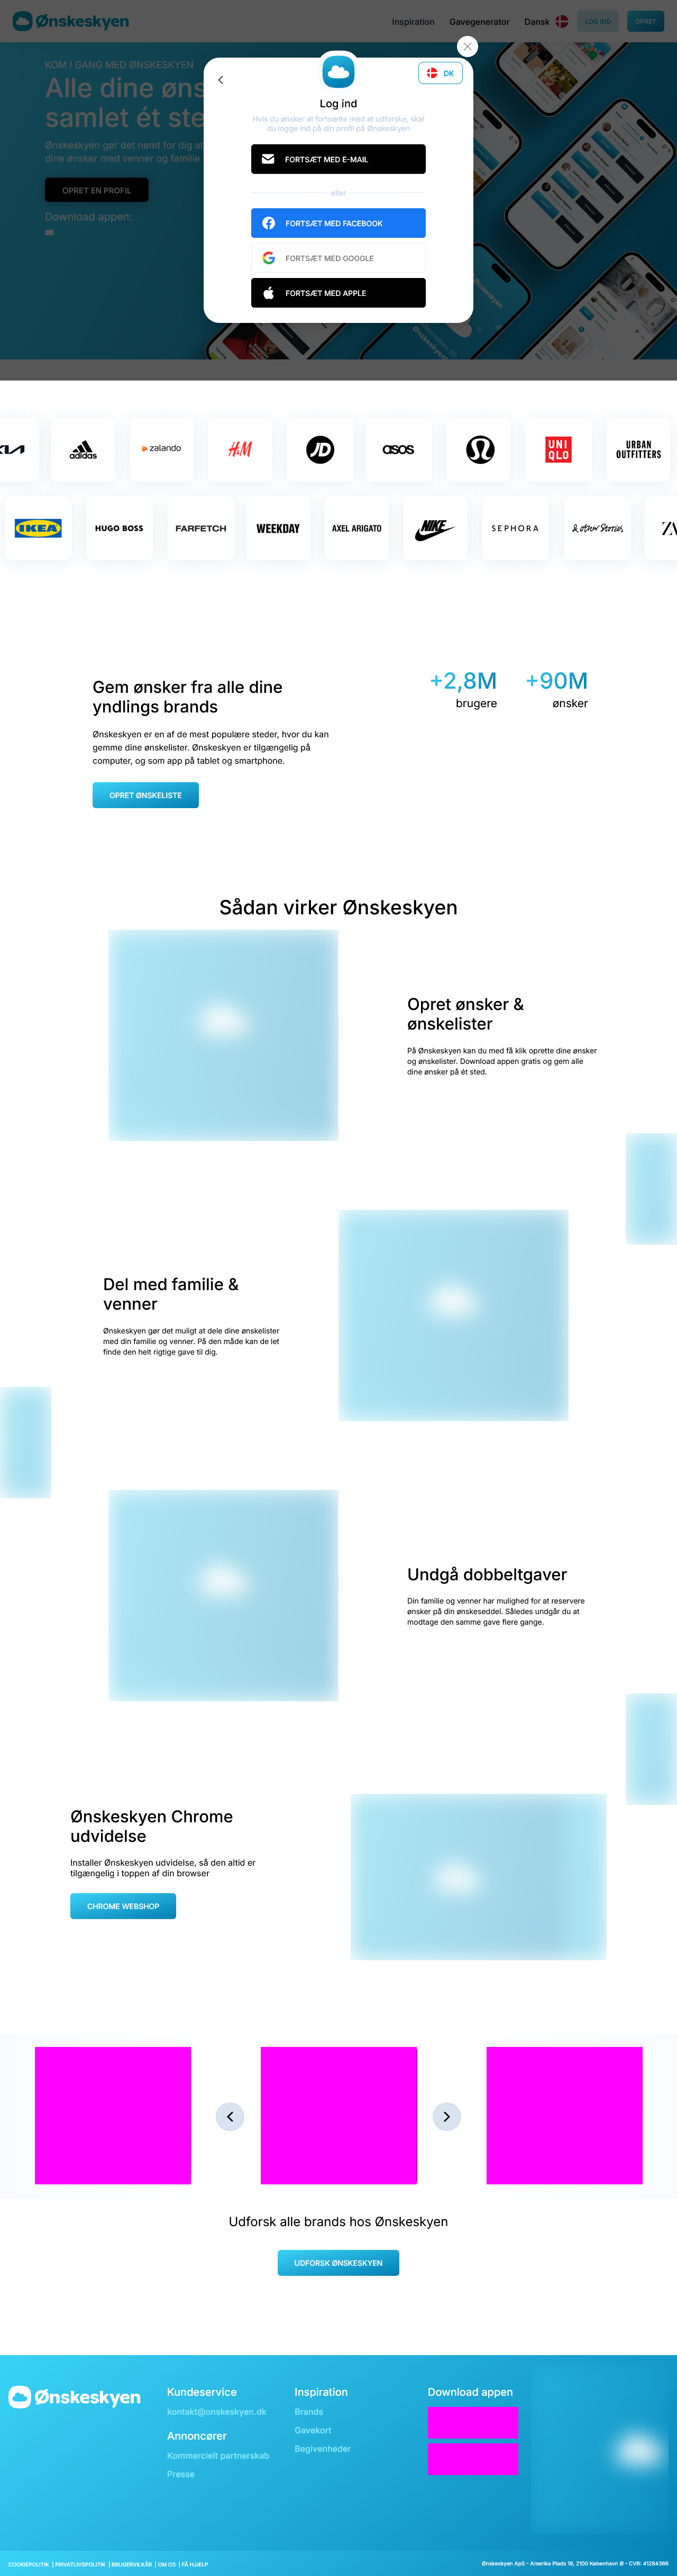 Ønskeskyen
Inspiration
Gavegenerator
Dansk
LOG IND
OPRET
KOM I GANG MED ØNSKESKYEN
Alle dine
samlet ét ste
Ønskeskyen gør det nemt for dig at
dine ønsker med venner og familie
OPRET EN PROFIL
Download appen:
DK
Log ind
Hvis du ønsker at fortsætte med at udforske, skal
du logge ind på din profil på Ønskeskyen
FORTSÆT MED E-MAIL
eller
FORTSÆT MED FACEBOOK
FORTSÆT MED GOOGLE
FORTSÆT MED APPLE
adidas
zalando
H&M
JD
asos
UNI
QLO
URBAN
OUTFITTERS
IKEA
HUGO BOSS
FARFETCH
WEEKDAY
AXEL ARIGATO
NIKE
SEPHORA
& other Stories
ZA
Gem ønsker fra alle dine
yndlings brands
Ønskeskyen er en af de mest populære steder, hvor du kan
gemme dine ønskelister. Ønskeskyen er tilgængelig på
computer, og som app på tablet og smartphone.
OPRET ØNSKELISTE
+2,8M
brugere
+90M
ønsker
Sådan virker Ønskeskyen
Opret ønsker &
ønskelister
På Ønskeskyen kan du med få klik oprette dine ønsker
og ønskelister. Download appen gratis og gem alle
dine ønsker på ét sted.
Del med familie &
venner
Ønskeskyen gør det muligt at dele dine ønskelister
med din familie og venner. På den måde kan de let
finde den helt rigtige gave til dig.
Undgå dobbeltgaver
Din familie og venner har mulighed for at reservere
ønsker på din ønskeseddel. Således undgår du at
modtage den samme gave flere gange.
Ønskeskyen Chrome
udvidelse
Installer Ønskeskyen udvidelse, så den altid er
tilgængelig i toppen af din browser
CHROME WEBSHOP
Udforsk alle brands hos Ønskeskyen
UDFORSK ØNSKESKYEN
Ønskeskyen
Kundeservice
kontakt@onskeskyen.dk
Annoncører
Kommercielt partnerskab
Presse
Inspiration
Brands
Gavekort
Begivenheder
Download appen
COOKIEPOLITIK | PRIVATLIVSPOLITIK | BRUGERVILKÅR | OM OS | FÅ HJÆLP
Ønskeskyen ApS - Amerika Plads 19, 2100 København Ø - CVR: 41284366